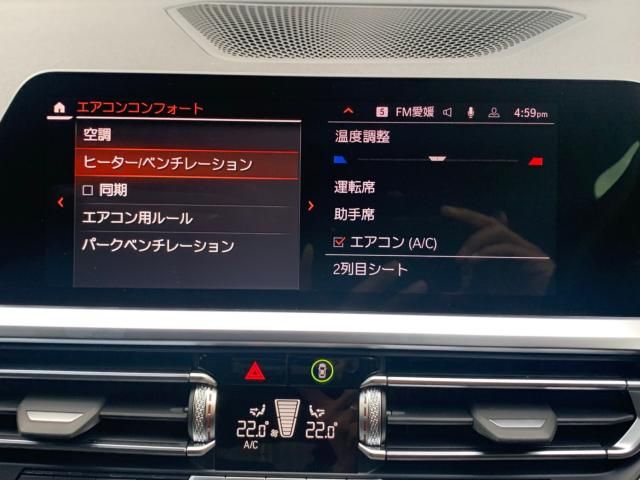 エアコンコンフォート
5 FM愛媛 4:59pm
空調
ヒーター/ベンチレーション
同期
エアコン用ルール
パークベンチレーション
温度調整
運転席
助手席
エアコン (A/C)
2列目シート
22.0° 22.0°
A/C